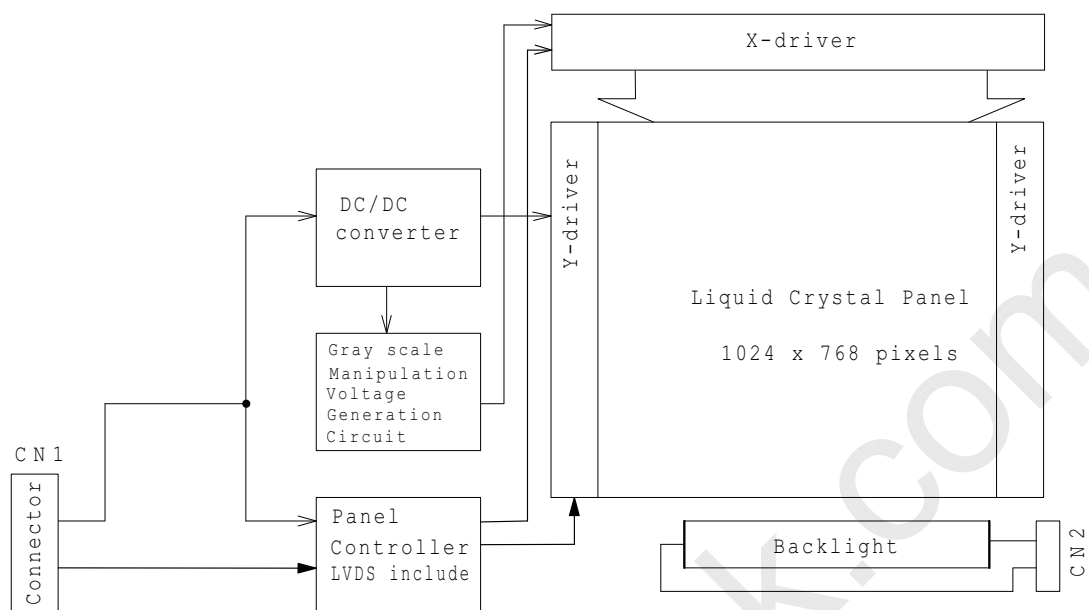 X-driver
DC/DC
converter
Y-driver
Y-driver
Liquid Crystal Panel
1024 x 768 pixels
Gray scale
Manipulation
Voltage
Generation
Circuit
CN1
Connector
Panel
Controller
LVDS include
Backlight
CN2
k.com